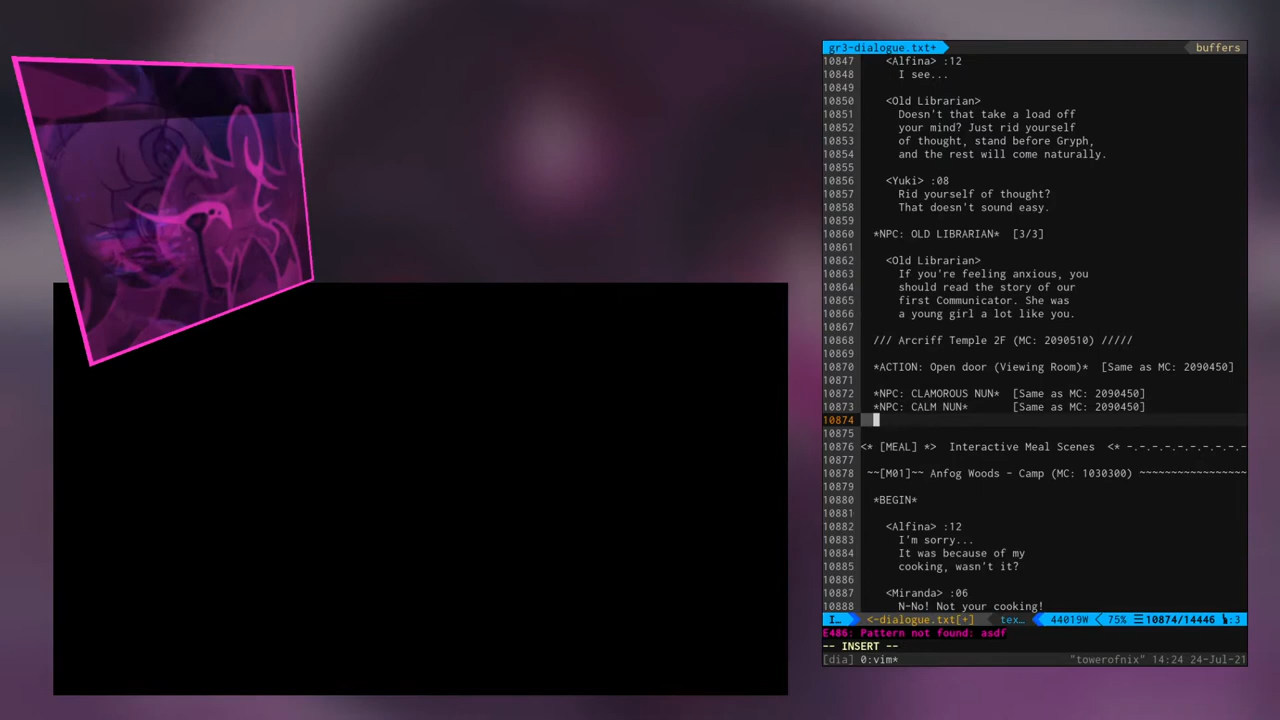 gr3-dialogue.txt+ buffers
10847 <Alfina> :12
10848 I see...
10849
10850 <Old Librarian>
10851 Doesn't that take a load off
10852 your mind? Just rid yourself
10853 of thought, stand before Gryph,
10854 and the rest will come naturally.
10855
10856 <Yuki> :08
10857 Rid yourself of thought?
10858 That doesn't sound easy.
10859
10860 *NPC: OLD LIBRARIAN* [3/3]
10861
10862 <Old Librarian>
10863 If you're feeling anxious, you
10864 should read the story of our
10865 first Communicator. She was
10866 a young girl a lot like you.
10867
10868 /// Arcriff Temple 2F (MC: 2090510) /////
10869
10870 *ACTION: Open door (Viewing Room)* [Same as MC: 2090450]
10871
10872 *NPC: CLAMOROUS NUN* [Same as MC: 2090450]
10873 *NPC: CALM NUN* [Same as MC: 2090450]
10874
10875
10876 <* [MEAL] *> Interactive Meal Scenes <* -.-.-.-.-.-.-.-.-.-
10877
10878 ~~[M01]~~ Anfog Woods - Camp (MC: 1030300) ~~~~~~~~~~~~~~~~~
10879
10880 *BEGIN*
10881
10882 <Alfina> :12
10883 I'm sorry...
10884 It was because of my
10885 cooking, wasn't it?
10886
10887 <Miranda> :06
10888 N-No! Not your cooking!
I… <-dialogue.txt[+] tex… 44019W 75% ☰10874/14446 :3
E486: Pattern not found: asdf
-- INSERT --
[dia] 0:vim* "towerofnix" 14:24 24-Jul-21